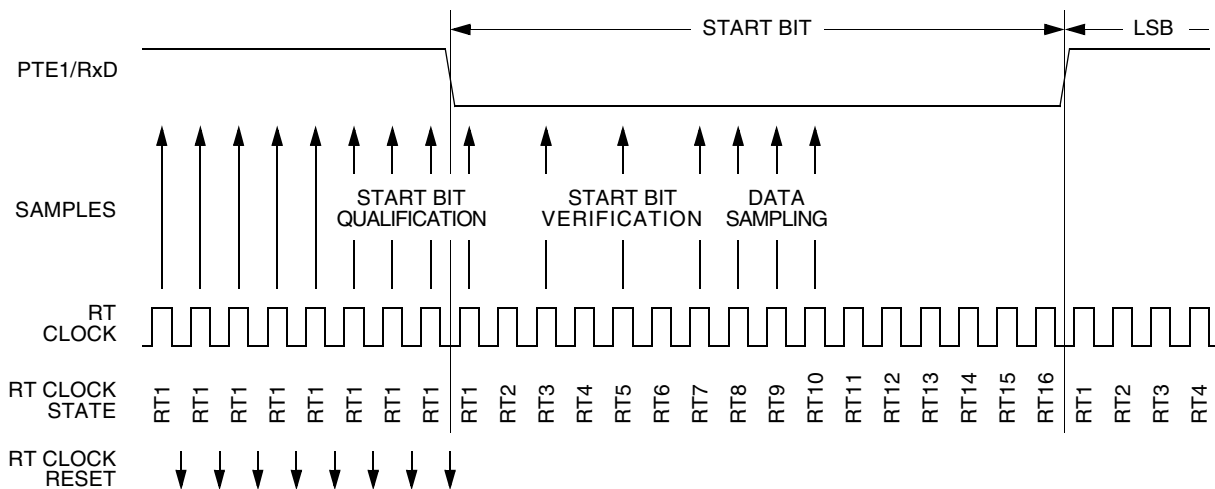 START BIT
LSB
PTE1/RxD
SAMPLES
START BIT
QUALIFICATION
START BIT
VERIFICATION
DATA
SAMPLING
RT
CLOCK
RT CLOCK
STATE
RT1 RT1 RT1 RT1 RT1 RT1 RT1 RT1 RT1 RT2 RT3 RT4 RT5 RT6 RT7 RT8 RT9 RT10 RT11 RT12 RT13 RT14 RT15 RT16 RT1 RT2 RT3 RT4
RT CLOCK
RESET